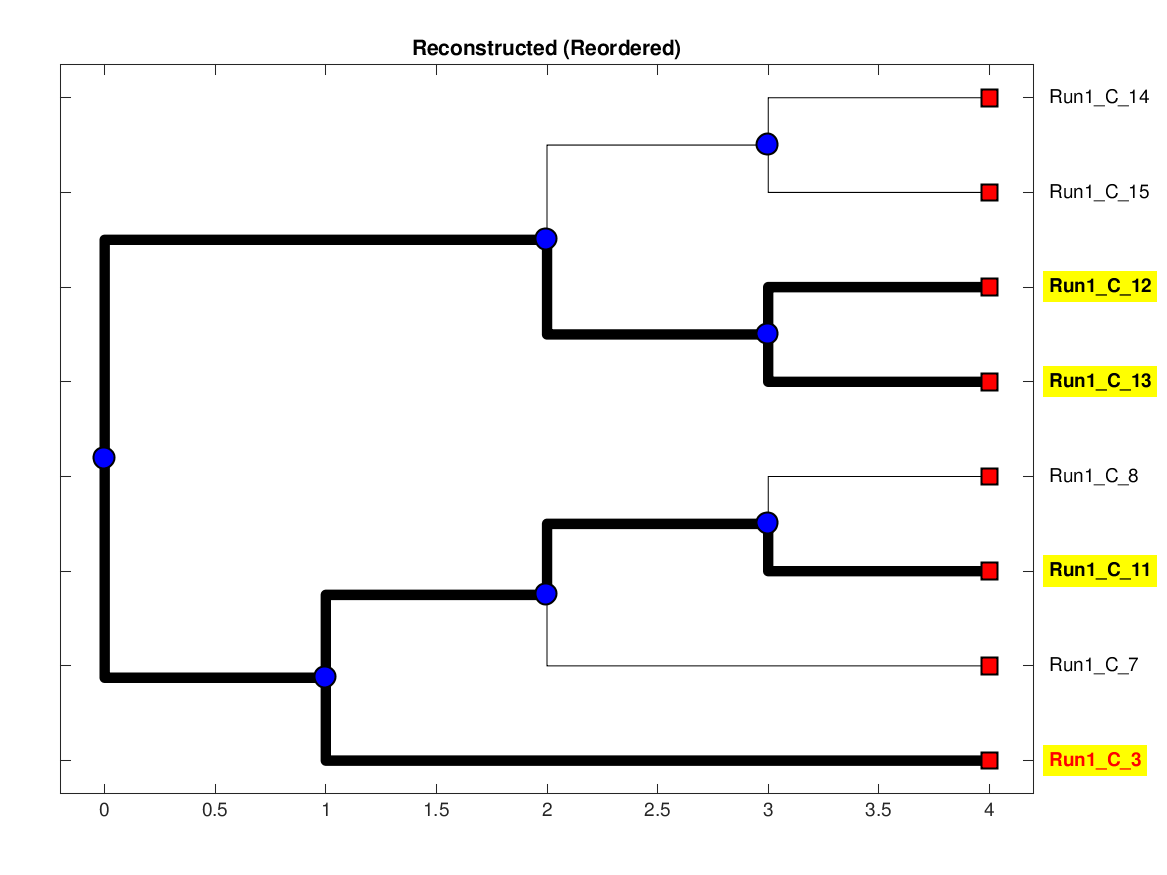 Reconstructed (Reordered)
Run1_C_14
Run1_C_15
Run1_C_12
Run1_C_13
Run1_C_8
Run1_C_11
Run1_C_7
Run1_C_3
0 0.5 1 1.5 2 2.5 3 3.5 4